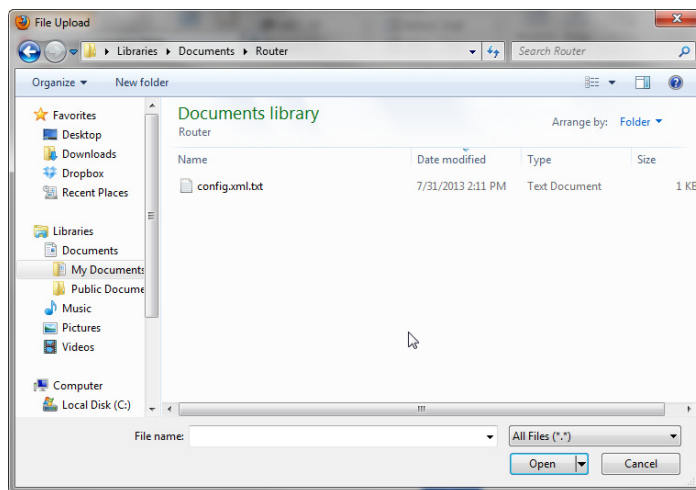 File Upload
Libraries Documents Router
Search Router
Organize New folder
Favorites
Desktop
Downloads
Dropbox
Recent Places
Libraries
Documents
My Documents
Public Docume
Music
Pictures
Videos
Computer
Local Disk (C:)
Documents library
Router
Arrange by: Folder
Name Date modified Type Size
config.xml.txt 7/31/2013 2:11 PM Text Document 1 KB
File name: All Files (*.*)
Open Cancel